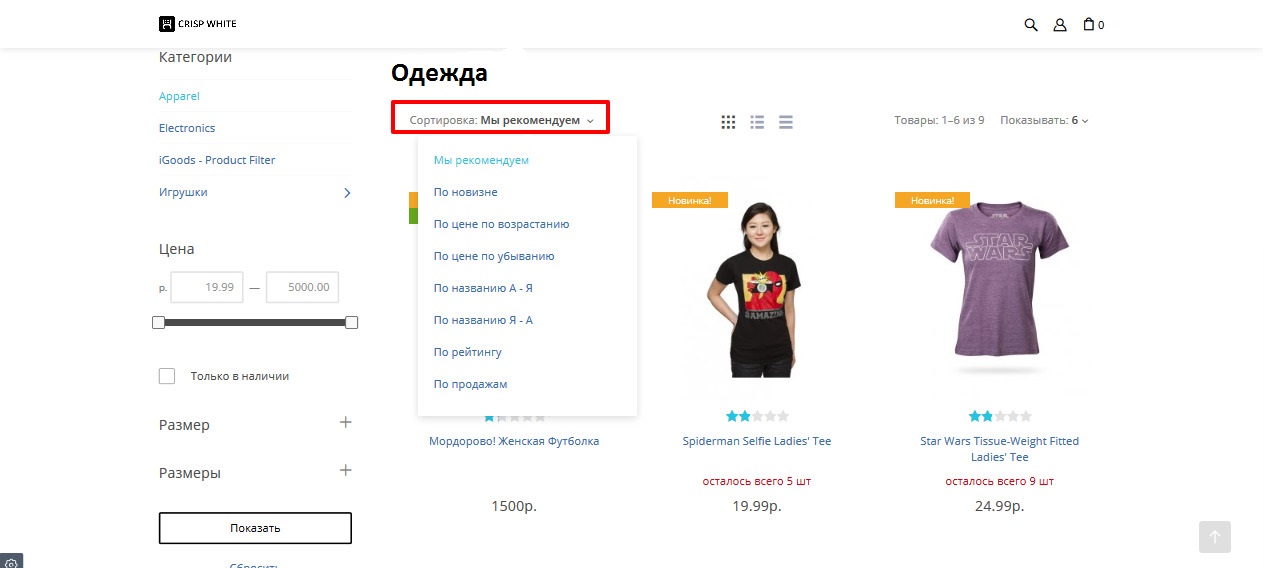 CRISP WHITE
0
Категории
Apparel
Electronics
iGoods - Product Filter
Игрушки
Цена
р. 19.99 — 5000.00
Только в наличии
Размер
Размеры
Показать
Сбросить
Одежда
Сортировка: Мы рекомендуем
Товары: 1–6 из 9 Показывать: 6
Мы рекомендуем
По новизне
По цене по возрастанию
По цене по убыванию
По названию А - Я
По названию Я - А
По рейтингу
По продажам
Мордорово! Женская Футболка
1500р.
Новинка!
Spiderman Selfie Ladies' Tee
осталось всего 5 шт
19.99р.
Новинка!
STAR
WARS
Star Wars Tissue-Weight Fitted
Ladies' Tee
осталось всего 9 шт
24.99р.